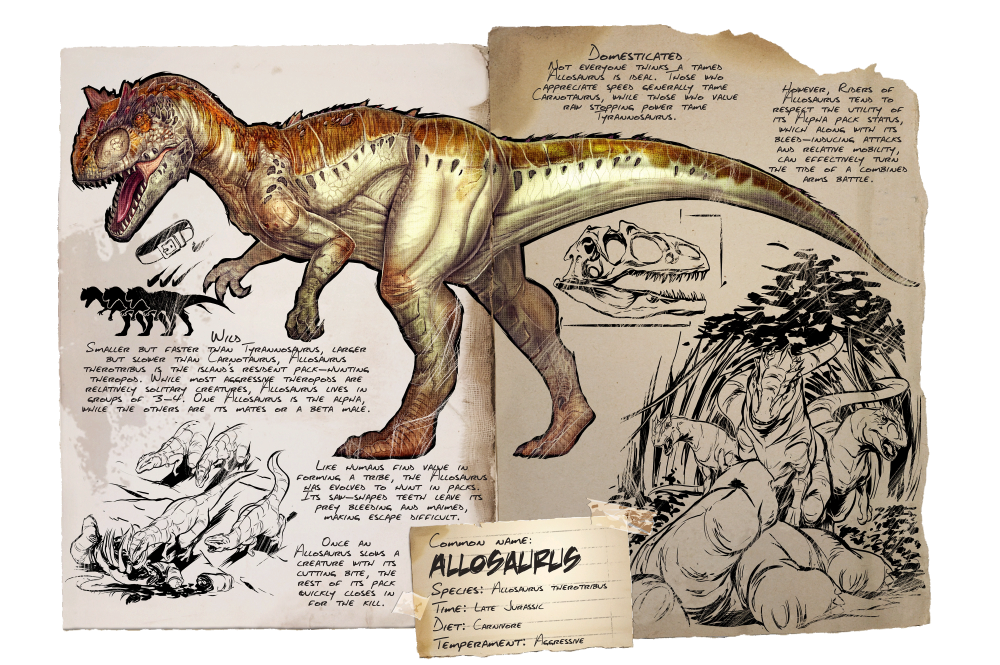 Domesticated
Not everyone thinks a tamed
Allosaurus is ideal. Those who
appreciate speed generally tame
Carnotaurus, while those who value
raw stopping power tame
Tyrannosaurus.
However, Riders of
Allosaurus tend to
respect the utility of
its Alpha pack status,
which along with its
bleed-inducing attacks
and relative mobility,
can effectively turn
the tide of a combined
arms battle.
Wild
Smaller but faster than Tyrannosaurus, larger
but slower than Carnotaurus, Allosaurus
therotribus is the island's resident pack-hunting
theropod. While most aggressive theropods are
relatively solitary creatures, Allosaurus lives in
groups of 3-4. One Allosaurus is the alpha,
while the others are its mates or a beta male.
Like humans find value in
forming a tribe, the Allosaurus
has evolved to hunt in packs.
Its saw-shaped teeth leave its
prey bleeding and maimed,
making escape difficult.
Once an
Allosaurus slows a
creature with its
cutting bite, the
rest of its pack
quickly closes in
for the kill.
Common name:
Allosaurus
Species: Allosaurus therotribus
Time: Late Jurassic
Diet: Carnivore
Temperament: Aggressive